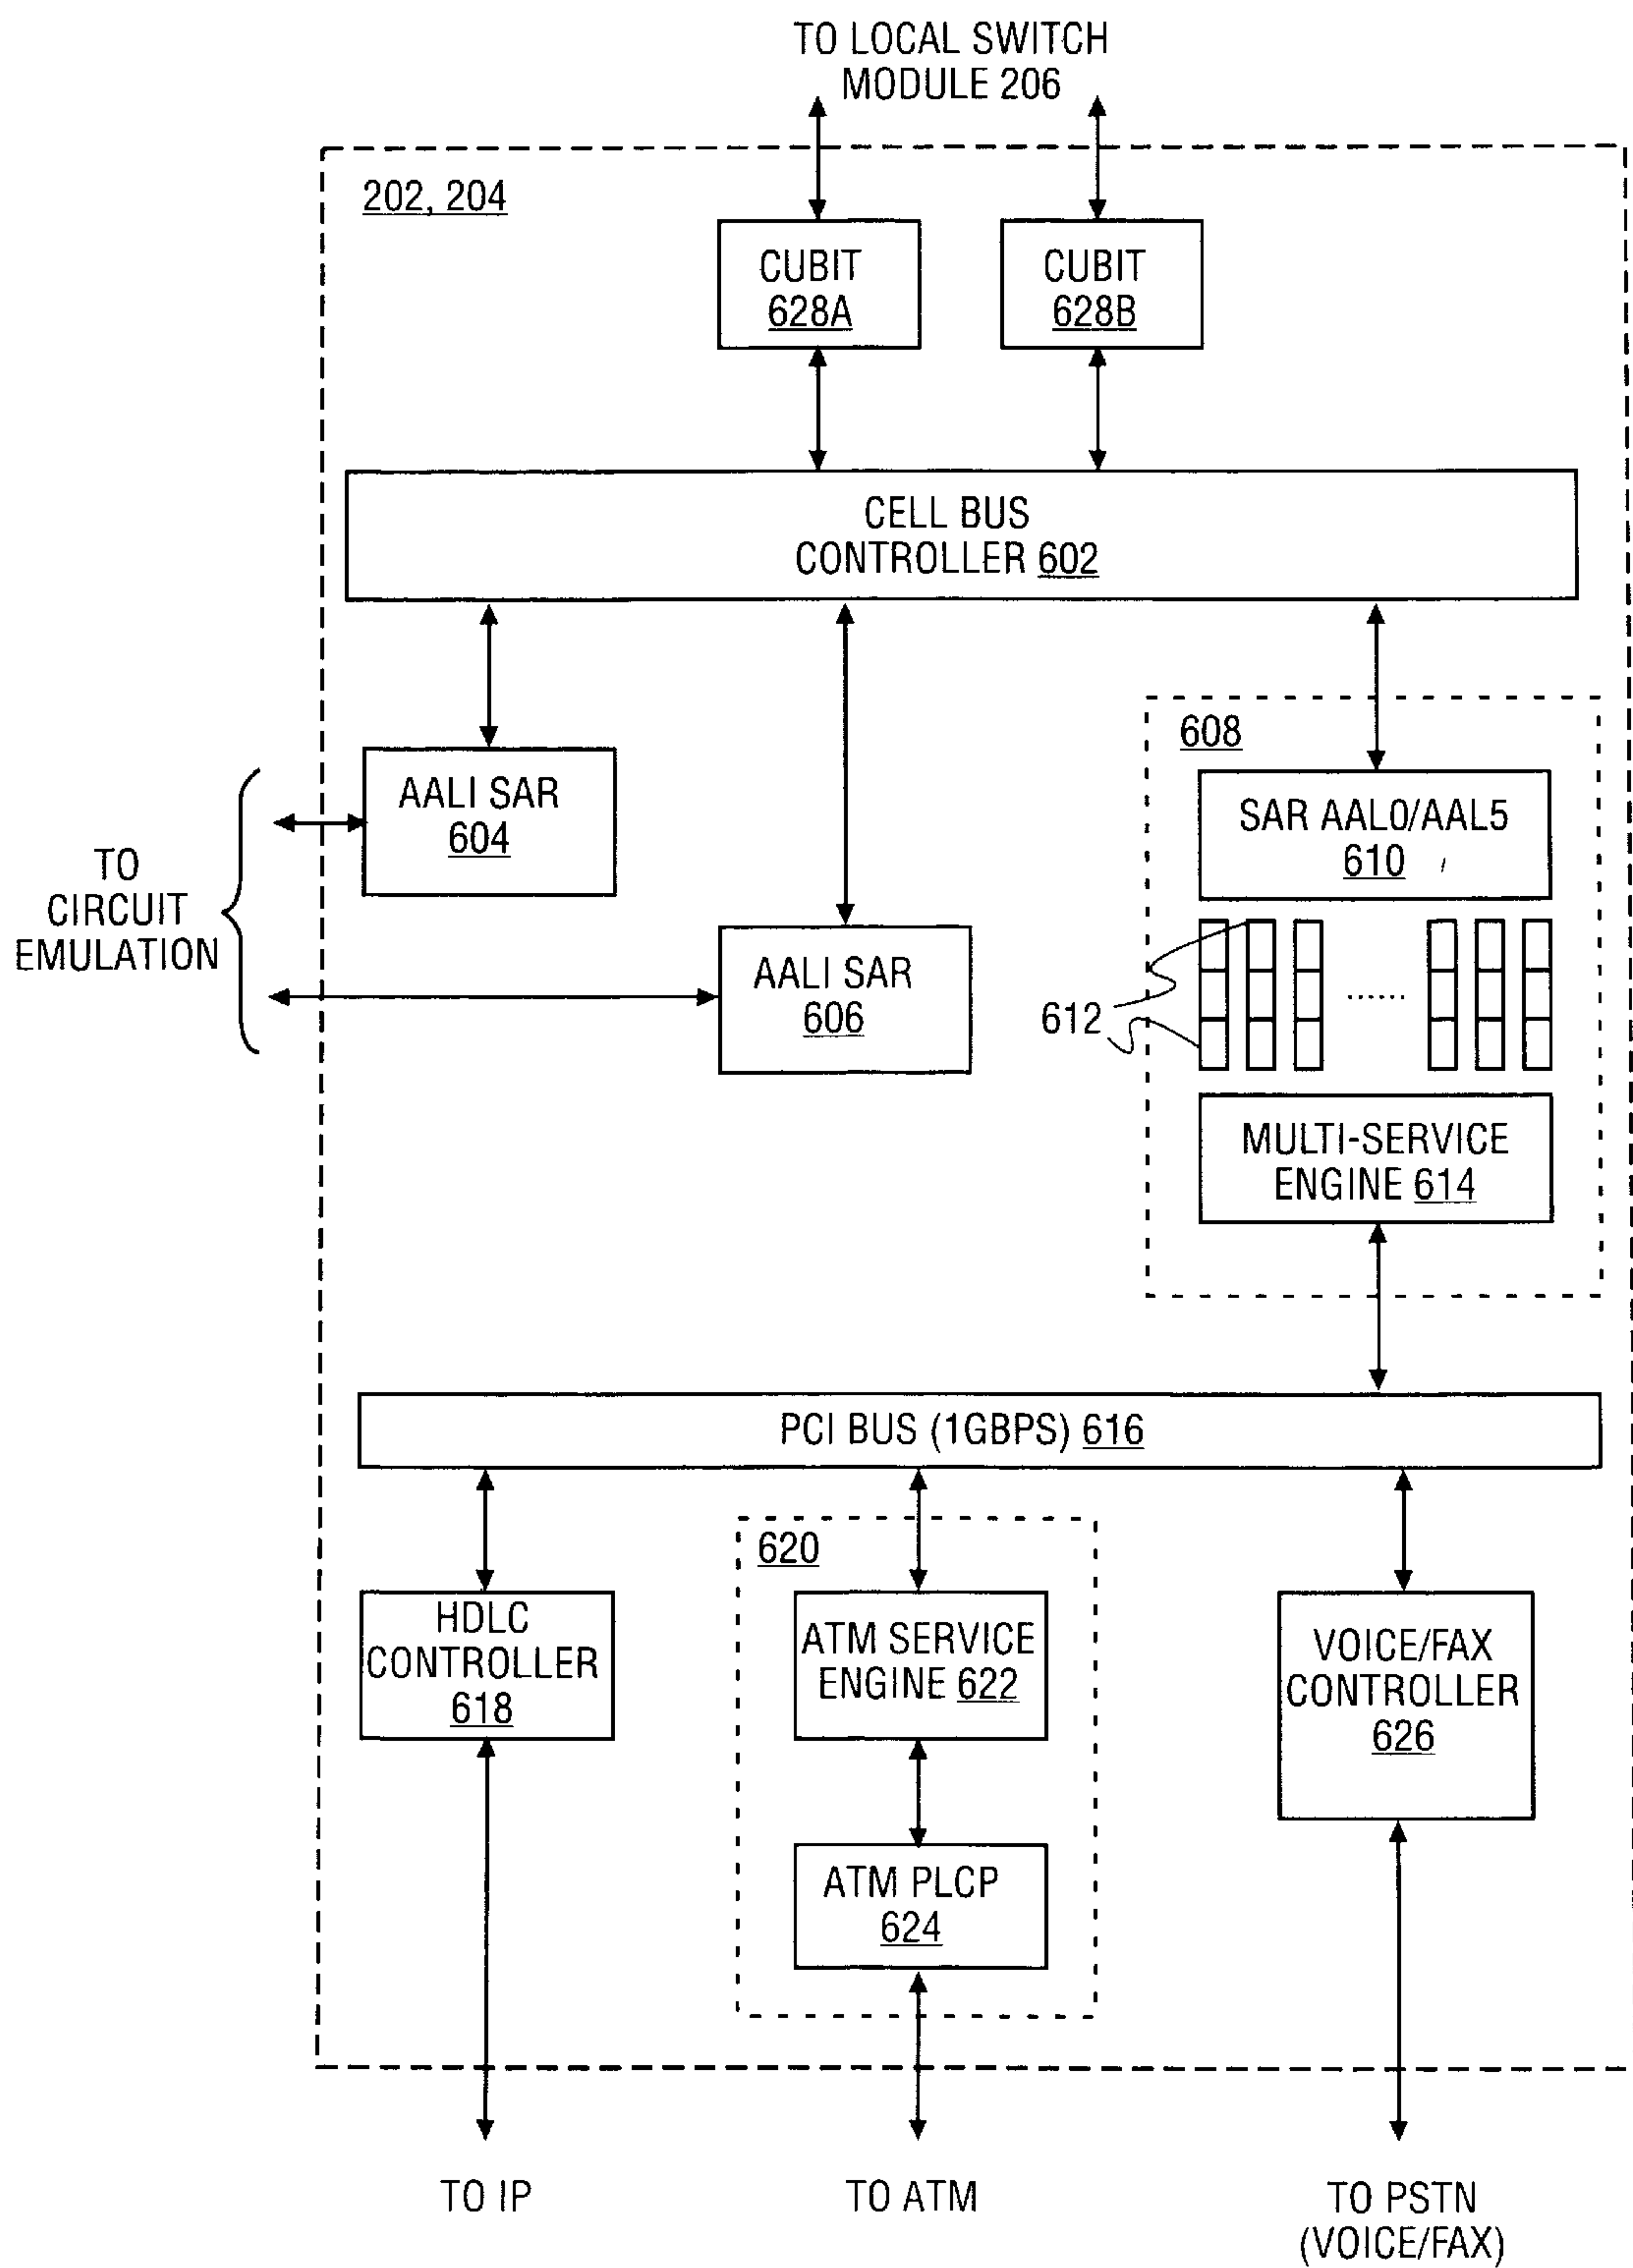 TO LOCAL SWITCH
MODULE 206
202, 204
CUBIT
628A
CUBIT
628B
CELL BUS
CONTROLLER 602
AALI SAR
604
TO
CIRCUIT
EMULATION
AALI SAR
606
608
SAR AAL0/AAL5
610
612
......
MULTI-SERVICE
ENGINE 614
PCI BUS (1GBPS) 616
HDLC
CONTROLLER
618
620
ATM SERVICE
ENGINE 622
ATM PLCP
624
VOICE/FAX
CONTROLLER
626
TO IP
TO ATM
TO PSTN
(VOICE/FAX)